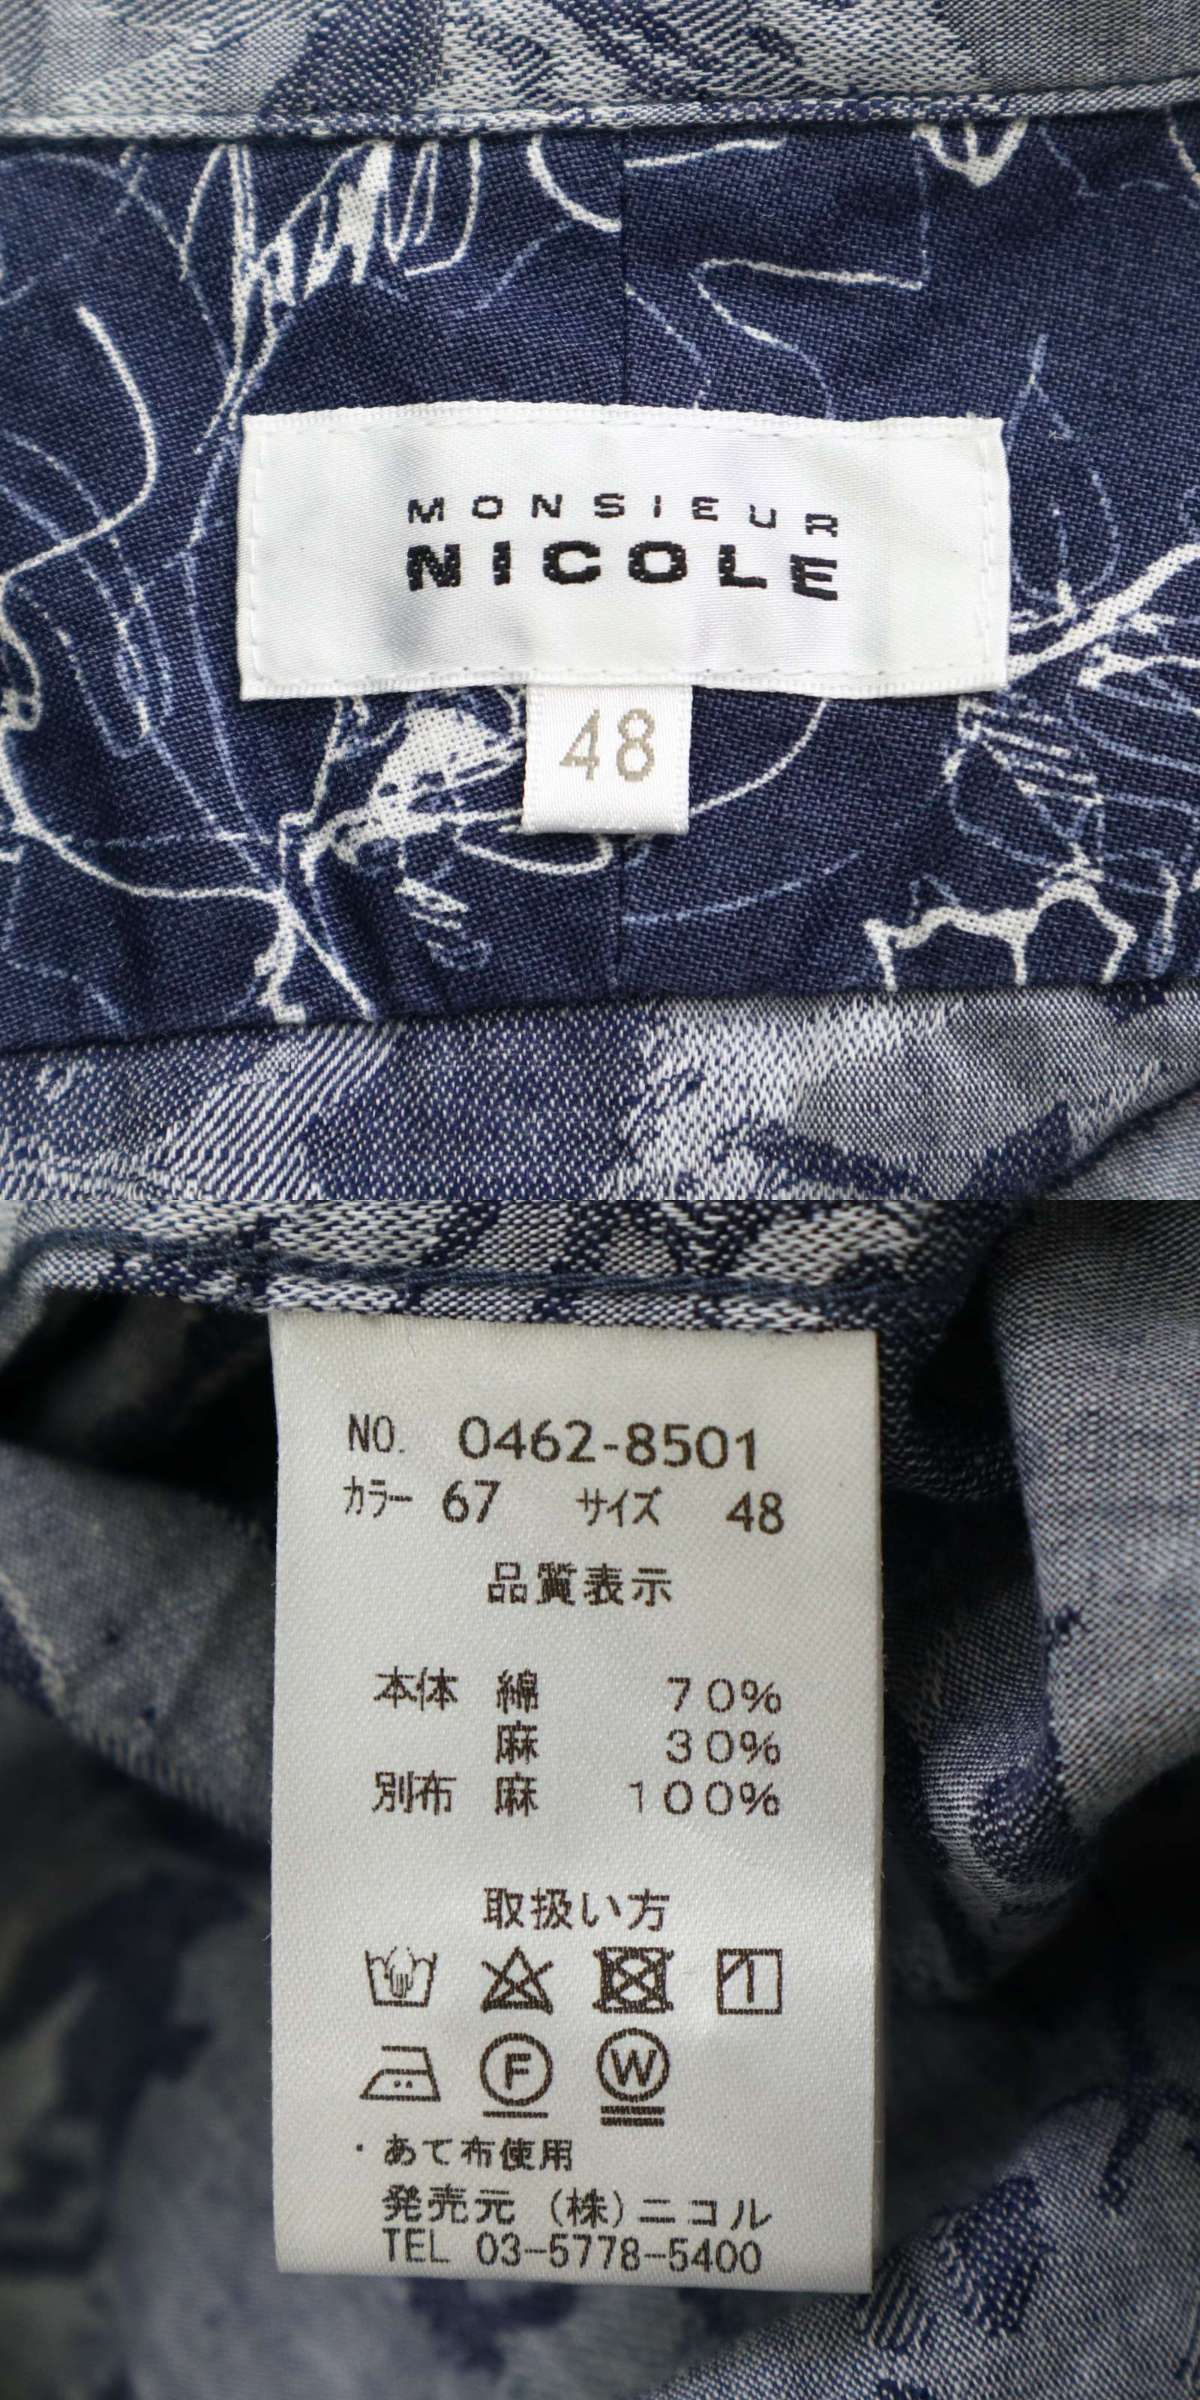 MONSIEUR
NICOLE
48
NO. 0462-8501
カラー 67 サイズ 48
品質表示
本体 綿 70%
麻 30%
別布 麻 100%
取扱い方
F W
・あて布使用
発売元 (株)ニコル
TEL 03-5778-5400